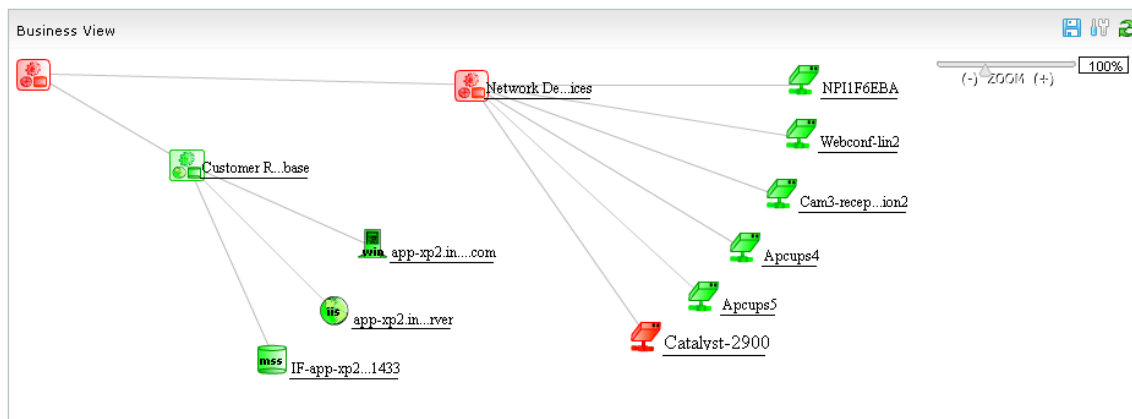 Business View
100%
(-) ZOOM (+)
Network De...ices
NPI1F6EBA
Webconf-lin2
Customer R...base
Cam3-recep...ion2
win
app-xp2.in....com
Apcups4
Apcups5
iis
app-xp2.in...rver
Catalyst-2900
mss
IF-app-xp2...1433